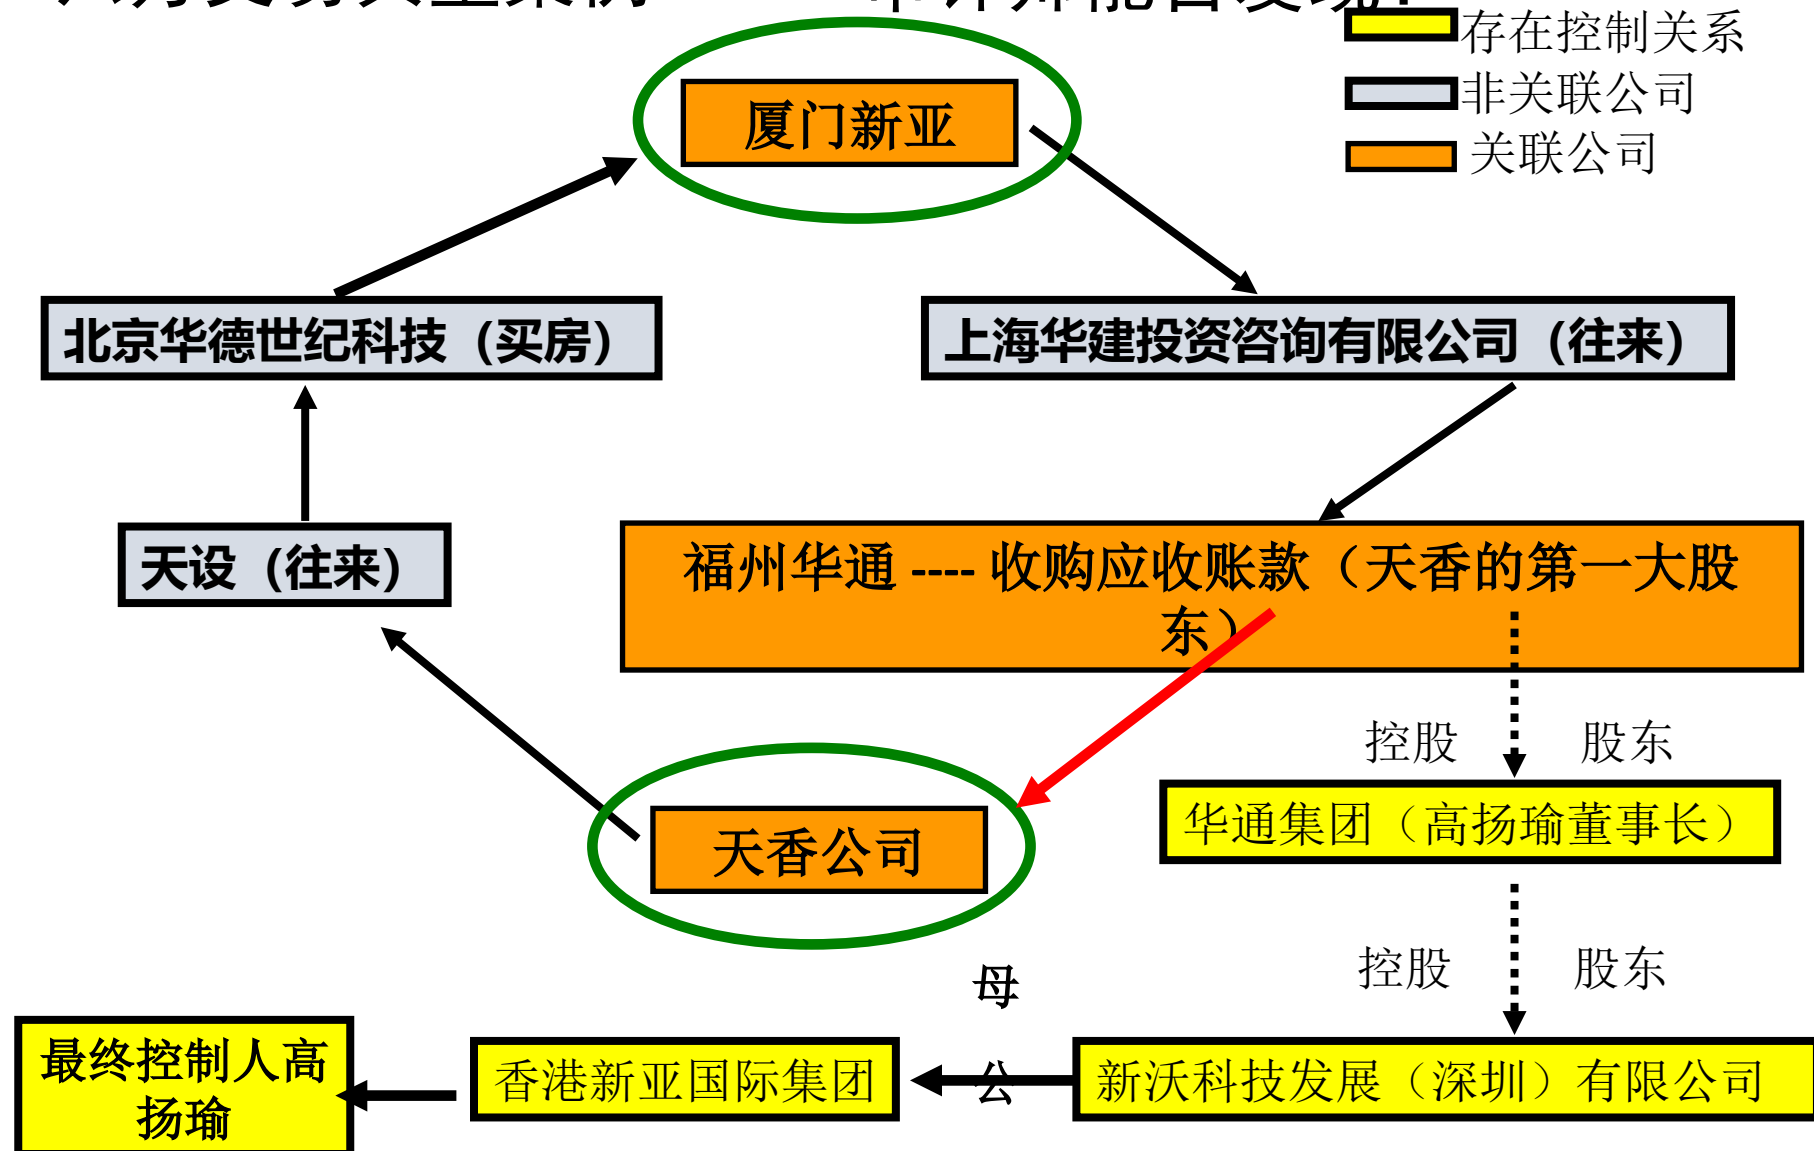 存在控制关系
非关联公司
关联公司
厦门新亚
北京华德世纪科技（买房）
上海华建投资咨询有限公司（往来）
天设（往来）
福州华通 ---- 收购应收账款（天香的第一大股
东）
控股 股东
华通集团（高扬瑜董事长）
天香公司
控股 股东
母
公
最终控制人高
扬瑜
香港新亚国际集团
新沃科技发展（深圳）有限公司